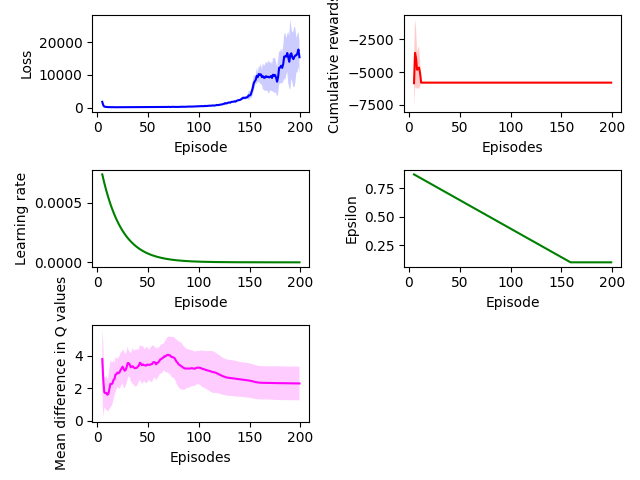 20000
10000
0
Loss
0 50 100 150 200
Episode
−2500
−5000
−7500
Cumulative rewards
0 50 100 150 200
Episodes
0.0005
0.0000
Learning rate
0 50 100 150 200
Episode
0.75
0.50
0.25
Epsilon
0 50 100 150 200
Episode
4
2
0
Mean difference in Q values
0 50 100 150 200
Episodes